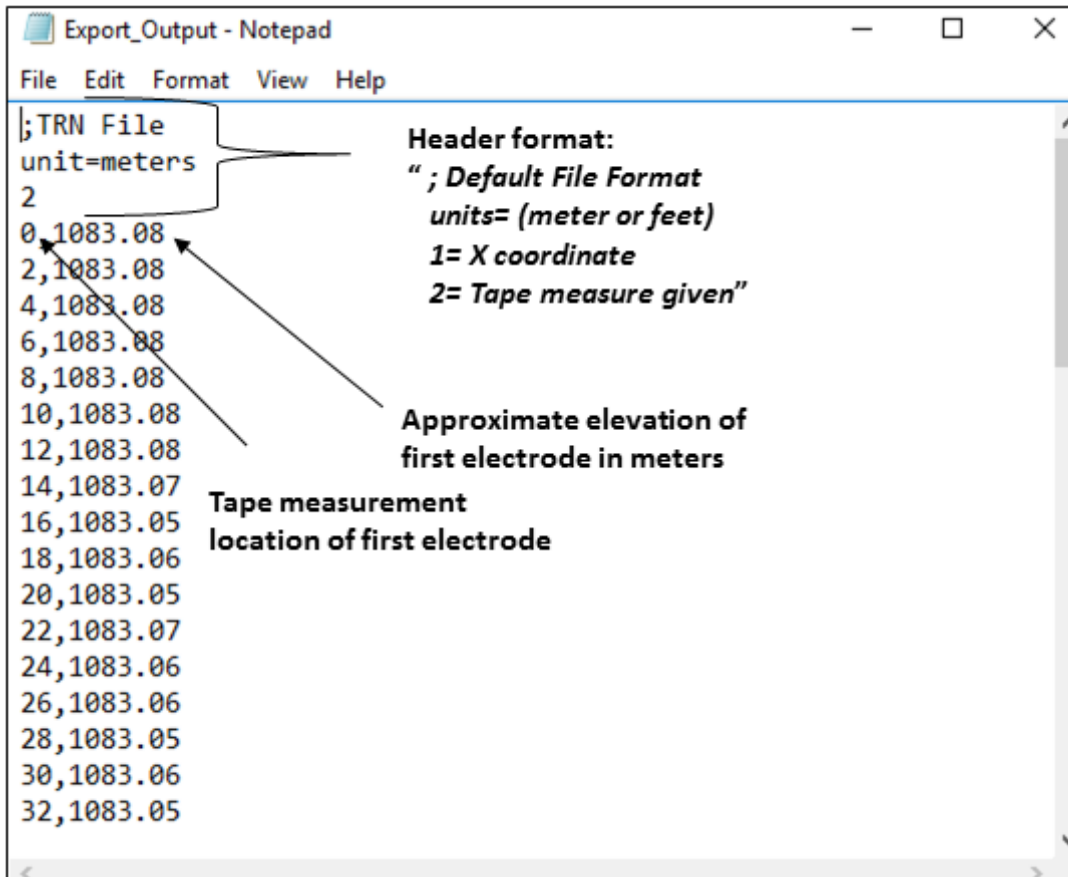 Export_Output - Notepad
File Edit Format View Help
;TRN File
unit=meters
2
0,1083.08
2,1083.08
4,1083.08
6,1083.08
8,1083.08
10,1083.08
12,1083.08
14,1083.07
16,1083.05
18,1083.06
20,1083.05
22,1083.07
24,1083.06
26,1083.06
28,1083.05
30,1083.06
32,1083.05
Header format:
“ ; Default File Format
units= (meter or feet)
1= X coordinate
2= Tape measure given”
Approximate elevation of
first electrode in meters
Tape measurement
location of first electrode